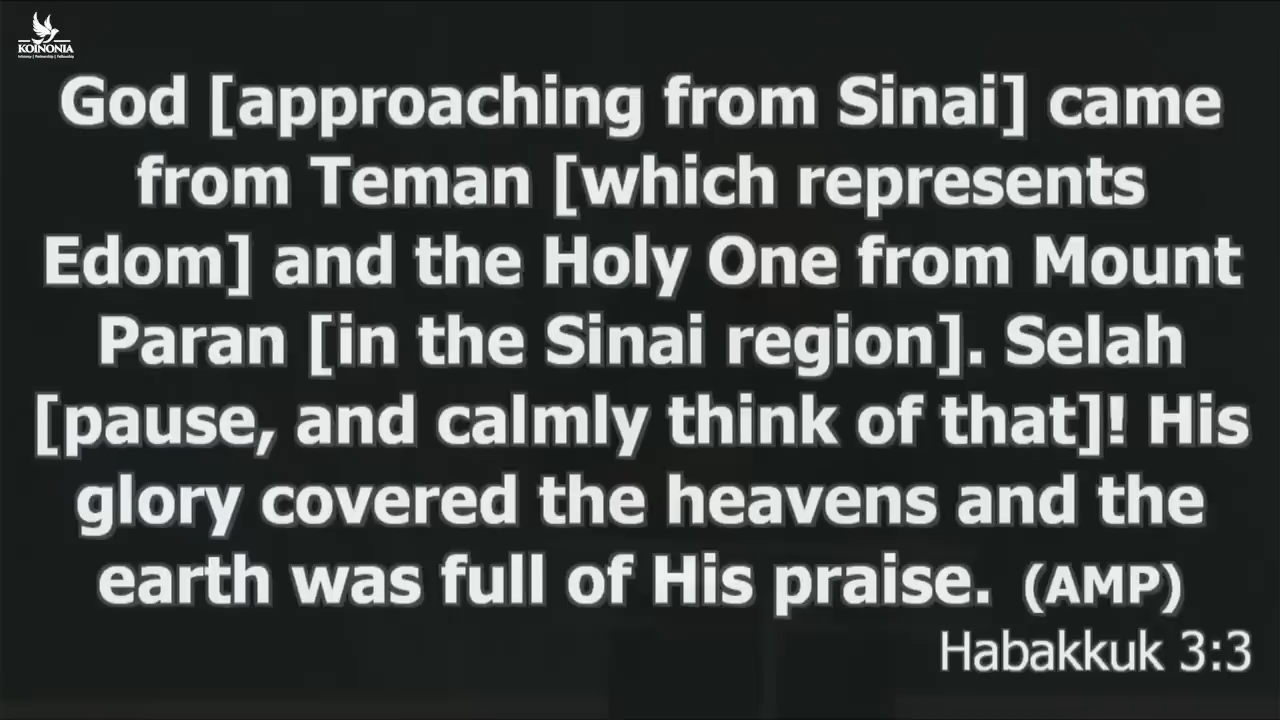 KOINONIA
God [approaching from Sinai] came
from Teman [which represents
Edom] and the Holy One from Mount
Paran [in the Sinai region]. Selah
[pause, and calmly think of that]! His
glory covered the heavens and the
earth was full of His praise. (AMP)
Habakkuk 3:3